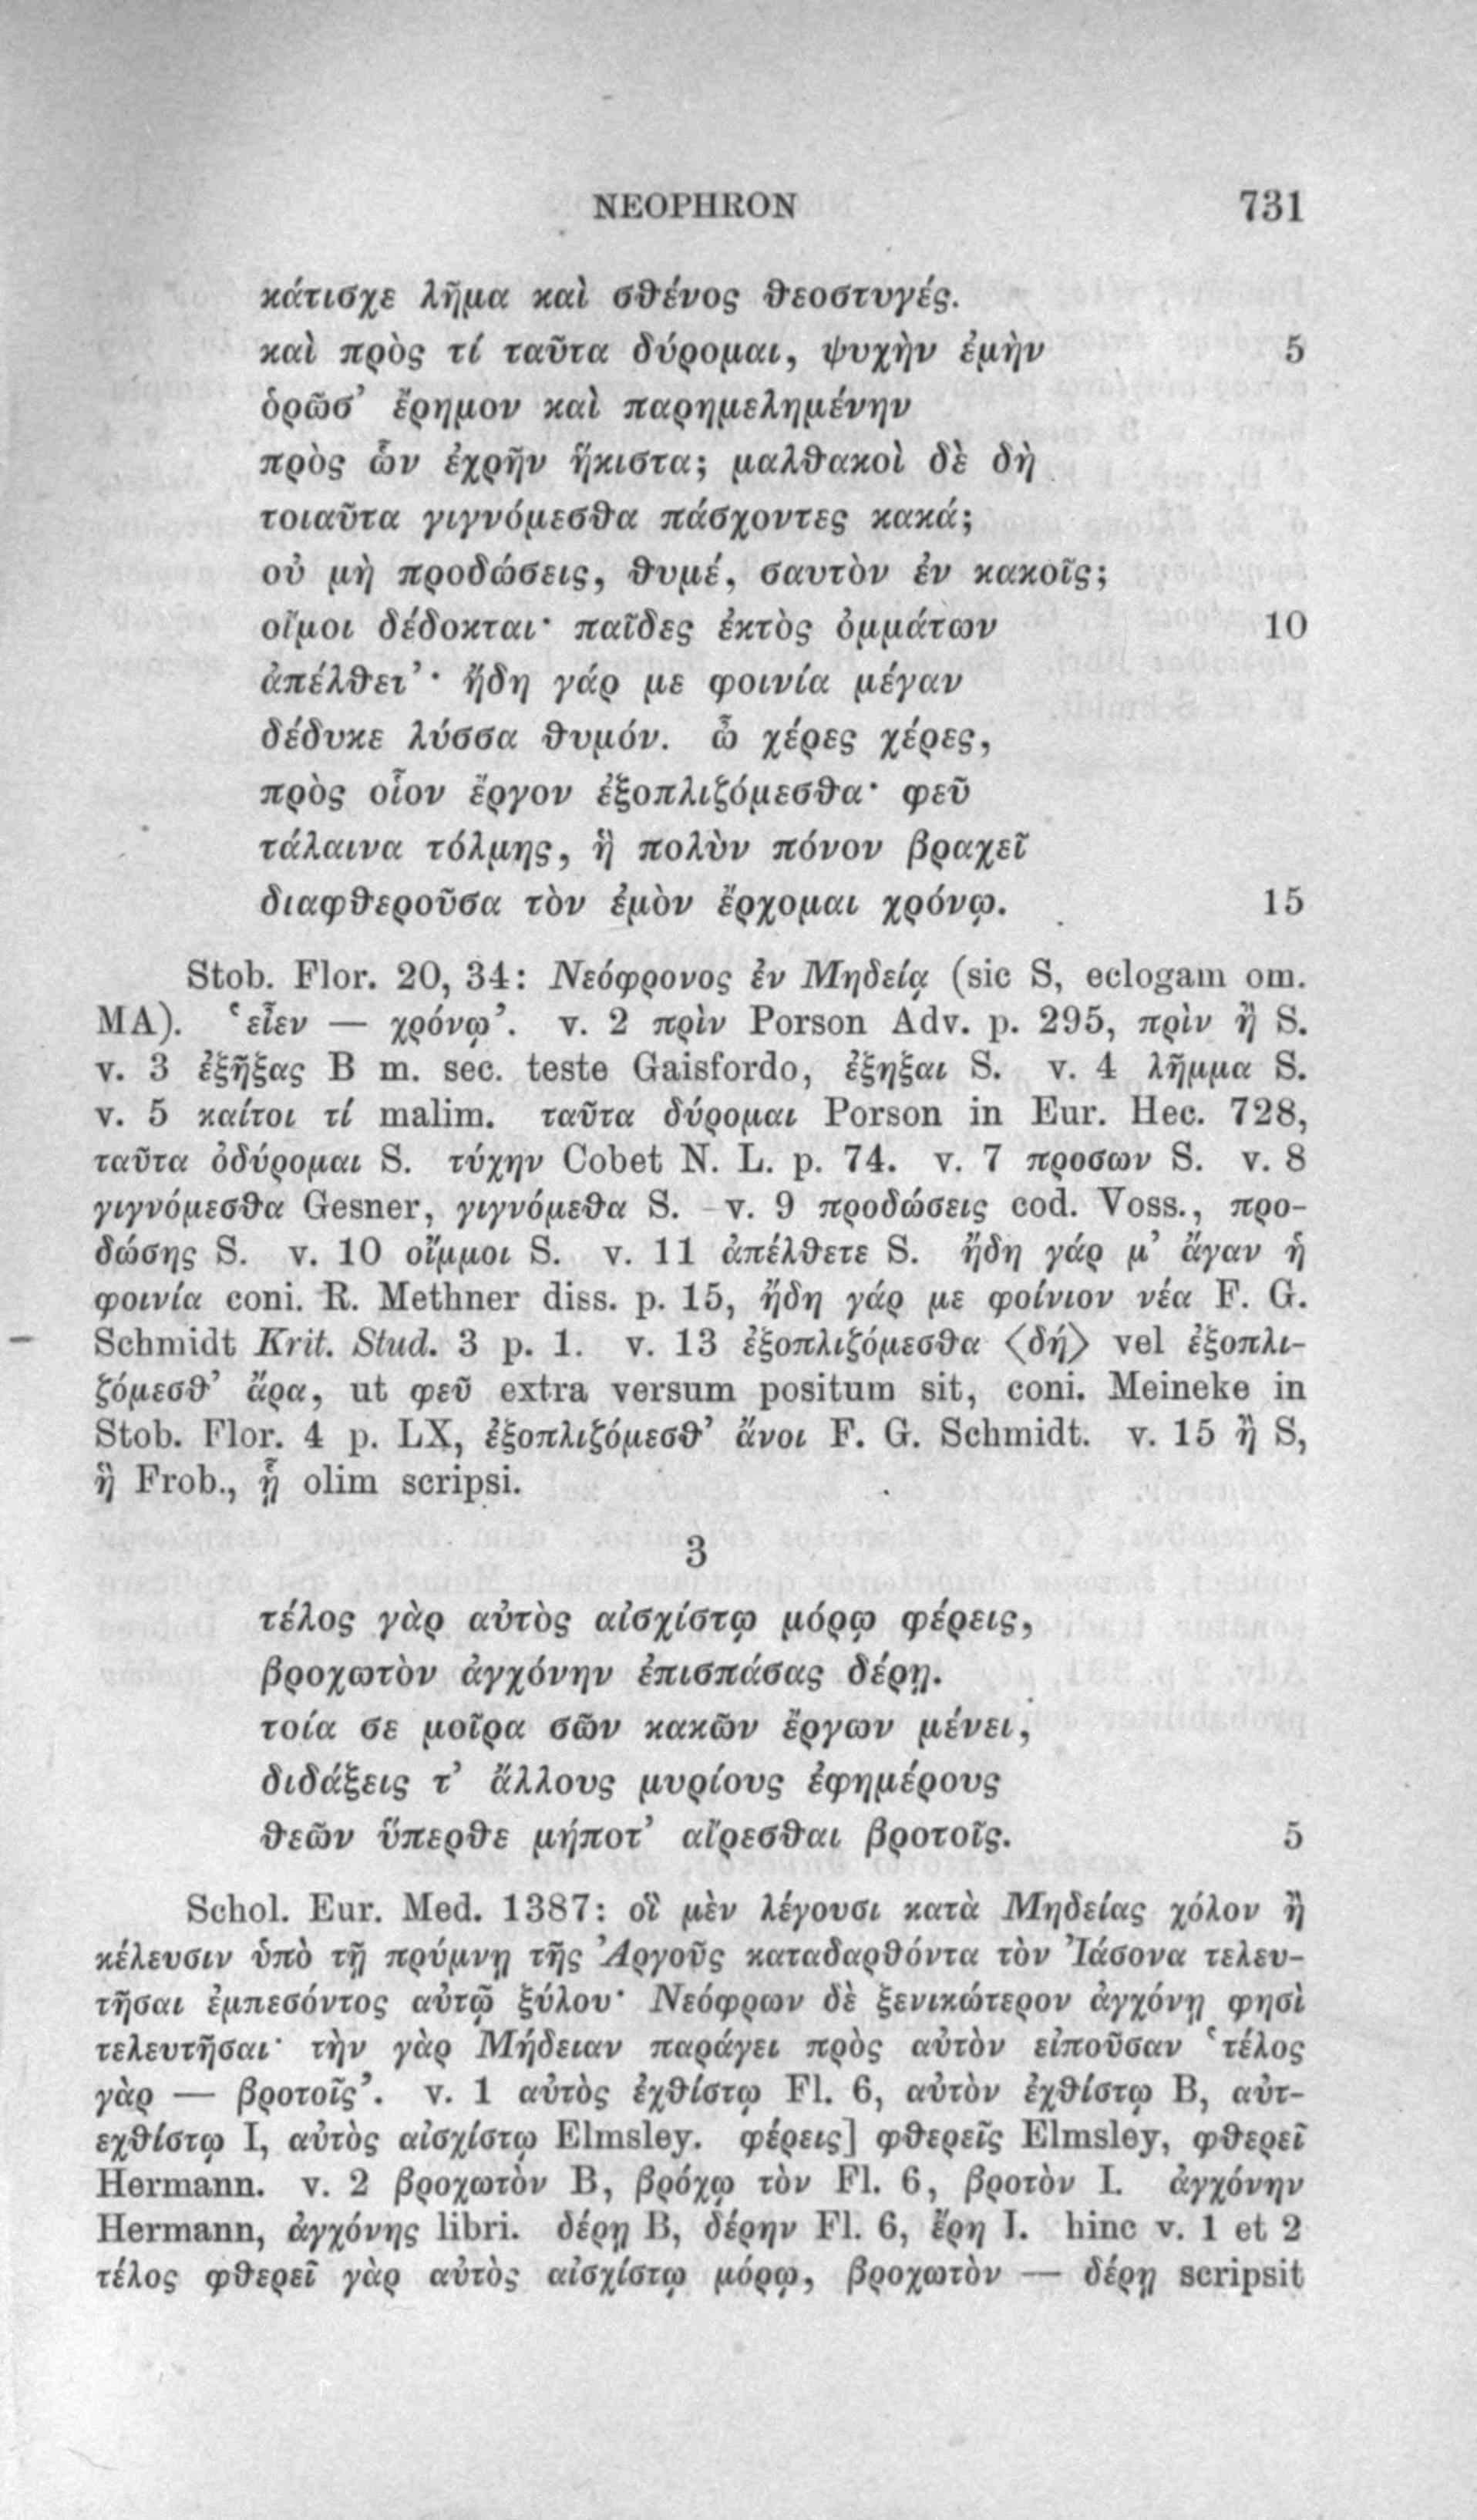 NEOPHRON 731
κάτισχε λῆμα καὶ σθένος θεοστυγές.
καὶ πρὸς τί ταῦτα δύρομαι, ψυχὴν ἐμὴν 5
ὁρῶσ’ ἔρημον καὶ παρημελημένην
πρὸς ὧν ἐχρῆν ἥκιστα; μαλθακοὶ δὲ δὴ
τοιαῦτα γιγνόμεσθα πάσχοντες κακά;
οὐ μὴ προδώσεις, θυμέ, σαυτὸν ἐν κακοῖς;
οἴμοι δέδοκται· παῖδες ἐκτὸς ὀμμάτων 10
ἀπέλθετ’· ἤδη γάρ με φοινία μέγαν
δέδυκε λύσσα θυμόν. ὦ χέρες χέρες,
πρὸς οἷον ἔργον ἐξοπλιζόμεσθα· φεῦ
τάλαινα τόλμης, ἣ πολὺν πόνον βραχεῖ
διαφθεροῦσα τὸν ἐμὸν ἔρχομαι χρόνῳ. 15
Stob. Flor. 20, 34: Νεόφρονος ἐν Μηδείᾳ (sic S, eclogam om.
MA). ‘εἶεν — χρόνῳ’. v. 2 πρὶν Porson Adv. p. 295, πρὶν ἢ S.
v. 3 ἐξῇξας B m. sec. teste Gaisfordo, ἐξηξαι S. v. 4 λῆμμα S.
v. 5 καίτοι τί malim. ταῦτα δύρομαι Porson in Eur. Hec. 728,
ταῦτα ὀδύρομαι S. τύχην Cobet N. L. p. 74. v. 7 προσων S. v. 8
γιγνόμεσθα Gesner, γιγνόμεθα S. v. 9 προδώσεις cod. Voss., προ-
δώσης S. v. 10 οἴμμοι S. v. 11 ἀπέλθετε S. ἤδη γάρ μ’ ἄγαν ἡ
φοινία coni. R. Methner diss. p. 15, ἤδη γάρ με φοίνιον νέα F. G.
Schmidt Krit. Stud. 3 p. 1. v. 13 ἐξοπλιζόμεσθα ⟨δή⟩ vel ἐξοπλι-
ζόμεσθ’ ἄρα, ut φεῦ extra versum positum sit, coni. Meineke in
Stob. Flor. 4 p. LX, ἐξοπλιζόμεσθ’ ἄνοι F. G. Schmidt. v. 15 ἢ S,
ἣ Frob., ᾗ olim scripsi.
3
τέλος γὰρ αὐτὸς αἰσχίστῳ μόρῳ φέρεις,
βροχωτὸν ἀγχόνην ἐπισπάσας δέρῃ.
τοία σε μοῖρα σῶν κακῶν ἔργων μένει,
διδάξεις τ’ ἄλλους μυρίους ἐφημέρους
θεῶν ὕπερθε μήποτ’ αἴρεσθαι βροτοῖς. 5
Schol. Eur. Med. 1387: οἳ μὲν λέγουσι κατὰ Μηδείας χόλον ἢ
κέλευσιν ὑπὸ τῇ πρύμνῃ τῆς Ἀργοῦς καταδαρθόντα τὸν Ἰάσονα τελευ-
τῆσαι ἐμπεσόντος αὐτῷ ξύλου· Νεόφρων δὲ ξενικώτερον ἀγχόνῃ φησὶ
τελευτῆσαι· τὴν γὰρ Μήδειαν παράγει πρὸς αὐτὸν εἰποῦσαν ‘τέλος
γὰρ — βροτοῖς’. v. 1 αὐτὸς ἐχθίστῳ Fl. 6, αὐτὸν ἐχθίστῳ B, αὐτ-
εχθίστῳ I, αὐτὸς αἰσχίστῳ Elmsley. φέρεις] φθερεῖς Elmsley, φθερεῖ
Hermann. v. 2 βροχωτὸν B, βρόχῳ τὸν Fl. 6, βροτὸν I. ἀγχόνην
Hermann, ἀγχόνης libri. δέρῃ B, δέρην Fl. 6, ἔρη I. hinc v. 1 et 2
τέλος φθερεῖ γὰρ αὐτὸς αἰσχίστῳ μόρῳ, βροχωτὸν — δέρῃ scripsit